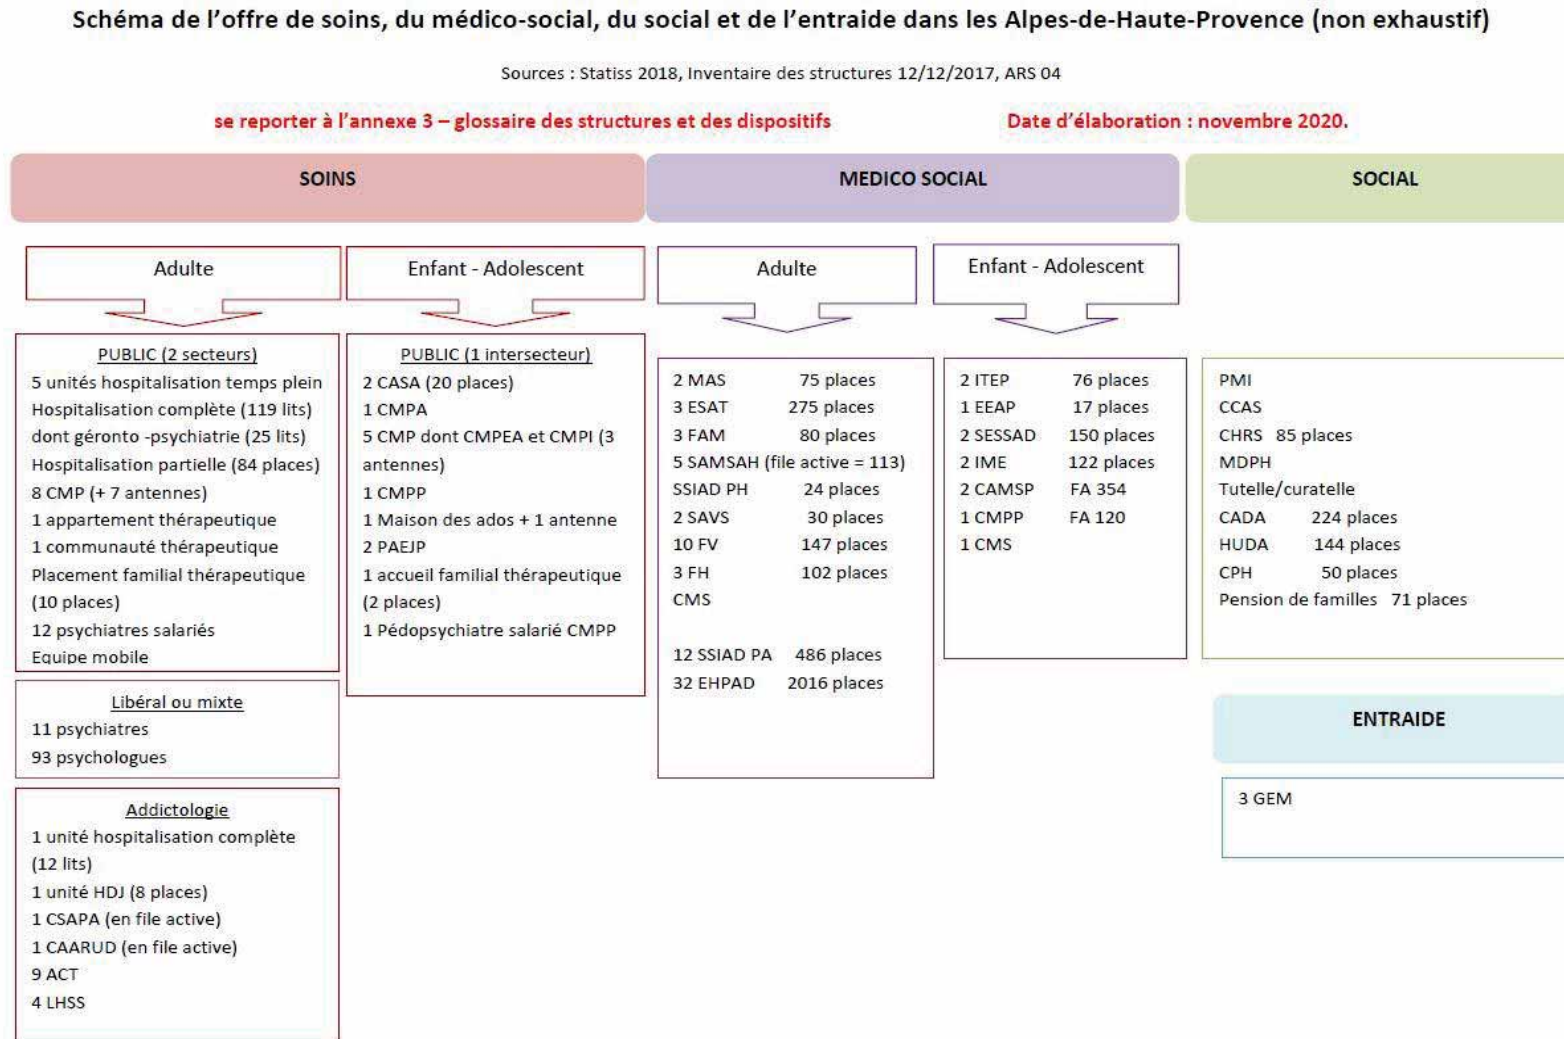 Schéma de l'offre de soins, du médico-social, du social et de l'entraide dans les Alpes-de-Haute-Provence (non exhaustif)
Sources : Statiss 2018, Inventaire des structures 12/12/2017, ARS 04
se reporter à l'annexe 3 – glossaire des structures et des dispositifs
Date d'élaboration : novembre 2020.
SOINS
Adulte
PUBLIC (2 secteurs)
5 unités hospitalisation temps plein
Hospitalisation complète (119 lits)
dont géronto -psychiatrie (25 lits)
Hospitalisation partielle (84 places)
8 CMP (+ 7 antennes)
1 appartement thérapeutique
1 communauté thérapeutique
Placement familial thérapeutique
(10 places)
12 psychiatres salariés
Equipe mobile
Libéral ou mixte
11 psychiatres
93 psychologues
Addictologie
1 unité hospitalisation complète
(12 lits)
1 unité HDJ (8 places)
1 CSAPA (en file active)
1 CAARUD (en file active)
9 ACT
4 LHSS
Enfant - Adolescent
PUBLIC (1 intersecteur)
2 CASA (20 places)
1 CMPA
5 CMP dont CMPEA et CMPI (3
antennes)
1 CMPP
1 Maison des ados + 1 antenne
2 PAEJP
1 accueil familial thérapeutique
(2 places)
1 Pédopsychiatre salarié CMPP
MEDICO SOCIAL
Adulte
2 MAS 75 places
3 ESAT 275 places
3 FAM 80 places
5 SAMSAH (file active = 113)
SSIAD PH 24 places
2 SAVS 30 places
10 FV 147 places
3 FH 102 places
CMS
12 SSIAD PA 486 places
32 EHPAD 2016 places
Enfant - Adolescent
2 ITEP 76 places
1 EEAP 17 places
2 SESSAD 150 places
2 IME 122 places
2 CAMSP FA 354
1 CMPP FA 120
1 CMS
SOCIAL
PMI
CCAS
CHRS 85 places
MDPH
Tutelle/curatelle
CADA 224 places
HUDA 144 places
CPH 50 places
Pension de familles 71 places
ENTRAIDE
3 GEM